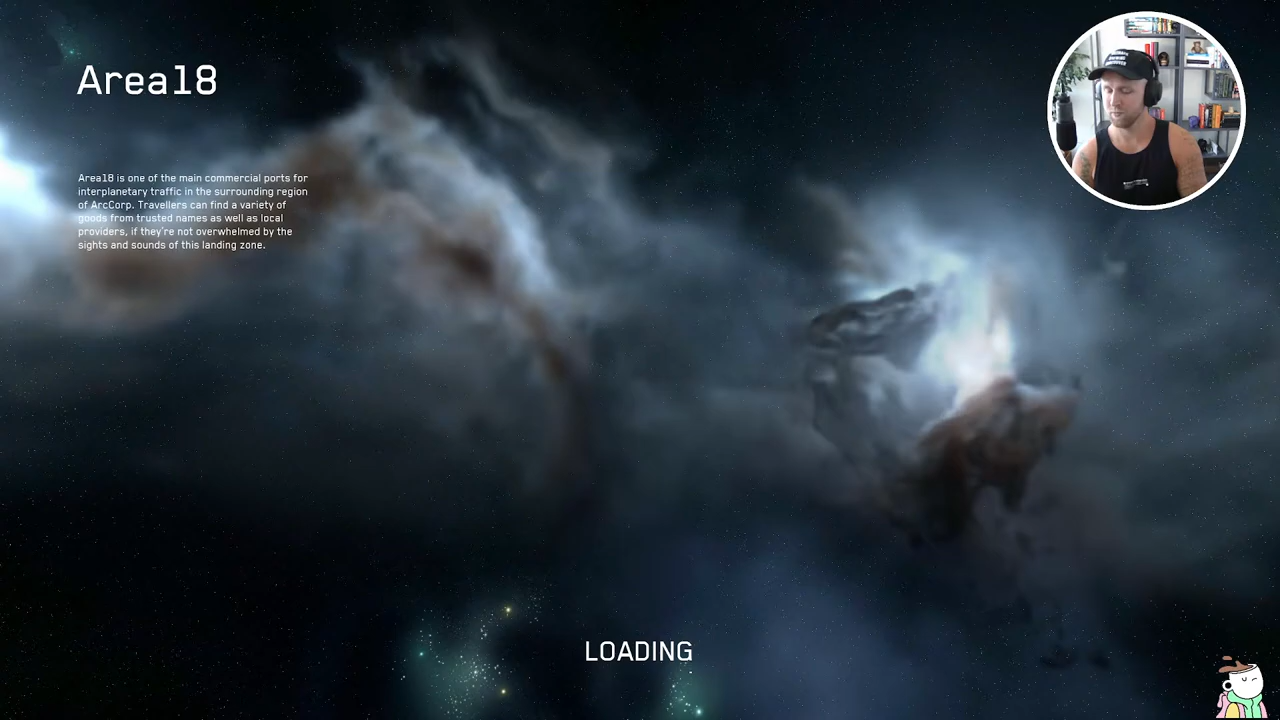 Area18
Area18 is one of the main commercial ports for
interplanetary traffic in the surrounding region
of ArcCorp. Travellers can find a variety of
goods from trusted names as well as local
providers, if they're not overwhelmed by the
sights and sounds of this landing zone.
LOADING